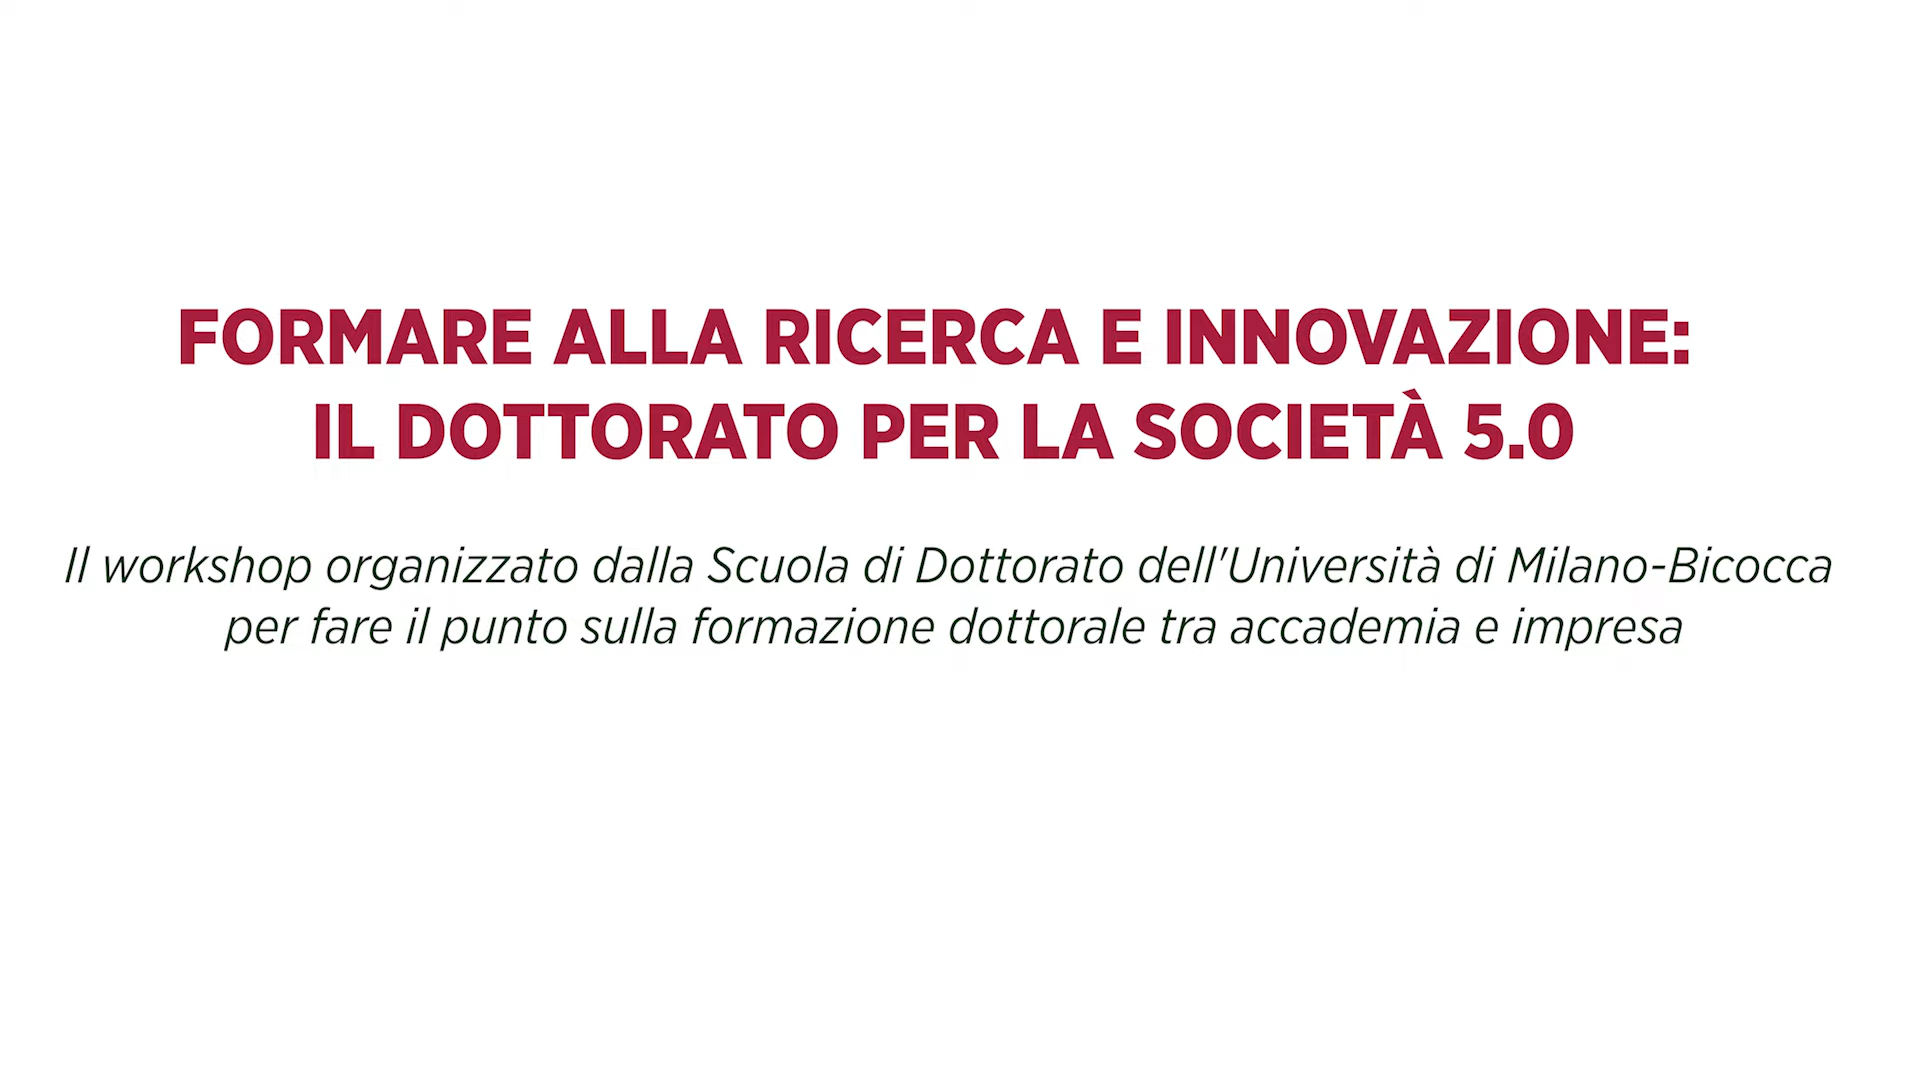 FORMARE ALLA RICERCA E INNOVAZIONE:
IL DOTTORATO PER LA SOCIETÀ 5.0
Il workshop organizzato dalla Scuola di Dottorato dell'Università di Milano-Bicocca
per fare il punto sulla formazione dottorale tra accademia e impresa